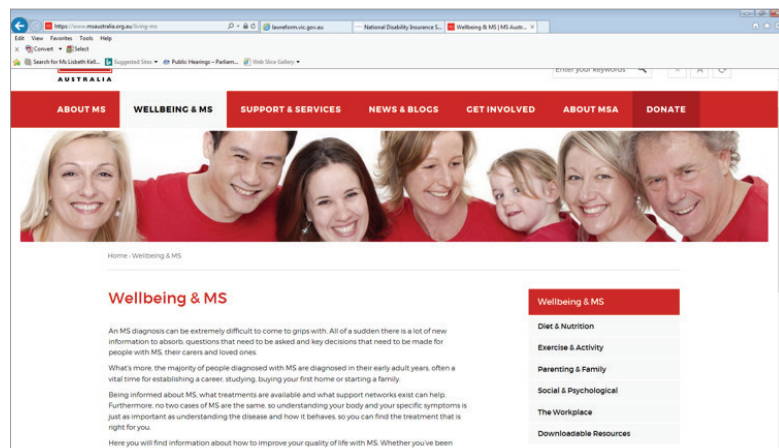 https://www.msaustralia.org.au/living-ms
lawreform.vic.gov.au
National Disability Insurance S...
Wellbeing & MS | MS Austr...
Edit View Favorites Tools Help
x Convert Select
Search for Ms Lisbeth Kell... Suggested Sites Public Hearings – Parliam... Web Slice Gallery
AUSTRALIA
Enter your keywords
ABOUT MS WELLBEING & MS SUPPORT & SERVICES NEWS & BLOGS GET INVOLVED ABOUT MSA DONATE
Home › Wellbeing & MS
Wellbeing & MS
An MS diagnosis can be extremely difficult to come to grips with. All of a sudden there is a lot of new
information to absorb, questions that need to be asked and key decisions that need to be made for
people with MS, their carers and loved ones.
What's more, the majority of people diagnosed with MS are diagnosed in their early adult years, often a
vital time for establishing a career, studying, buying your first home or starting a family.
Being informed about MS, what treatments are available and what support networks exist can help.
Furthermore, no two cases of MS are the same, so understanding your body and your specific symptoms is
just as important as understanding the disease and how it behaves, so you can find the treatment that is
right for you.
Here you will find information about how to improve your quality of life with MS. Whether you've been
Wellbeing & MS
Diet & Nutrition
Exercise & Activity
Parenting & Family
Social & Psychological
The Workplace
Downloadable Resources